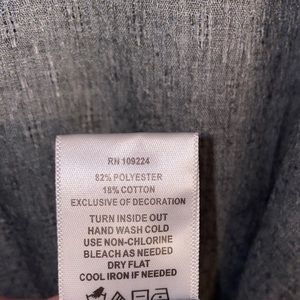 RN 109224
82% POLYESTER
18% COTTON
EXCLUSIVE OF DECORATION
TURN INSIDE OUT
HAND WASH COLD
USE NON-CHLORINE
BLEACH AS NEEDED
DRY FLAT
COOL IRON IF NEEDED